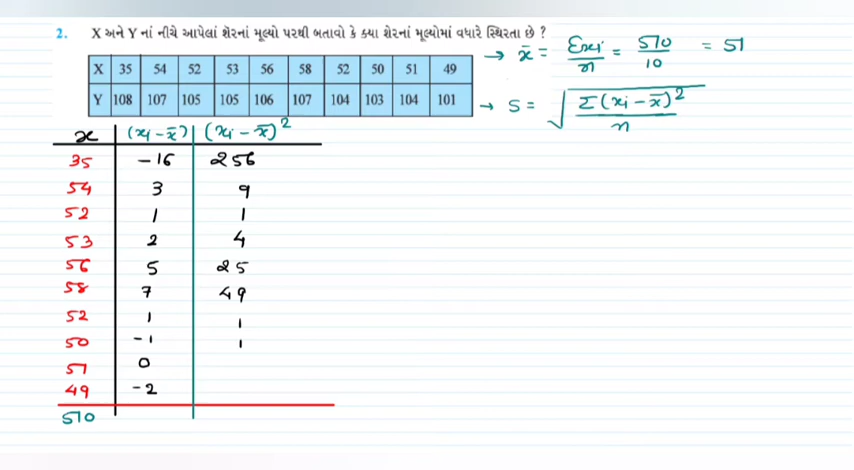 2. X અને Y નાં નીચે આપેલાં શૅરનાં મૂલ્યો પરથી બતાવો કે ક્યા શેરનાં મૂલ્યોમાં વધારે સ્થિરતા છે ?
X 35 54 52 53 56 58 52 50 51 49
Y 108 107 105 105 106 107 104 103 104 101
→ x̄ = Σxi/n = 510/10 = 51
→ S = √(Σ(xi – x̄)²/n)
x (xi – x̄) (xi – x̄)²
35 –16 256
54 3 9
52 1 1
53 2 4
56 5 25
58 7 49
52 1 1
50 –1 1
51 0
49 –2
510